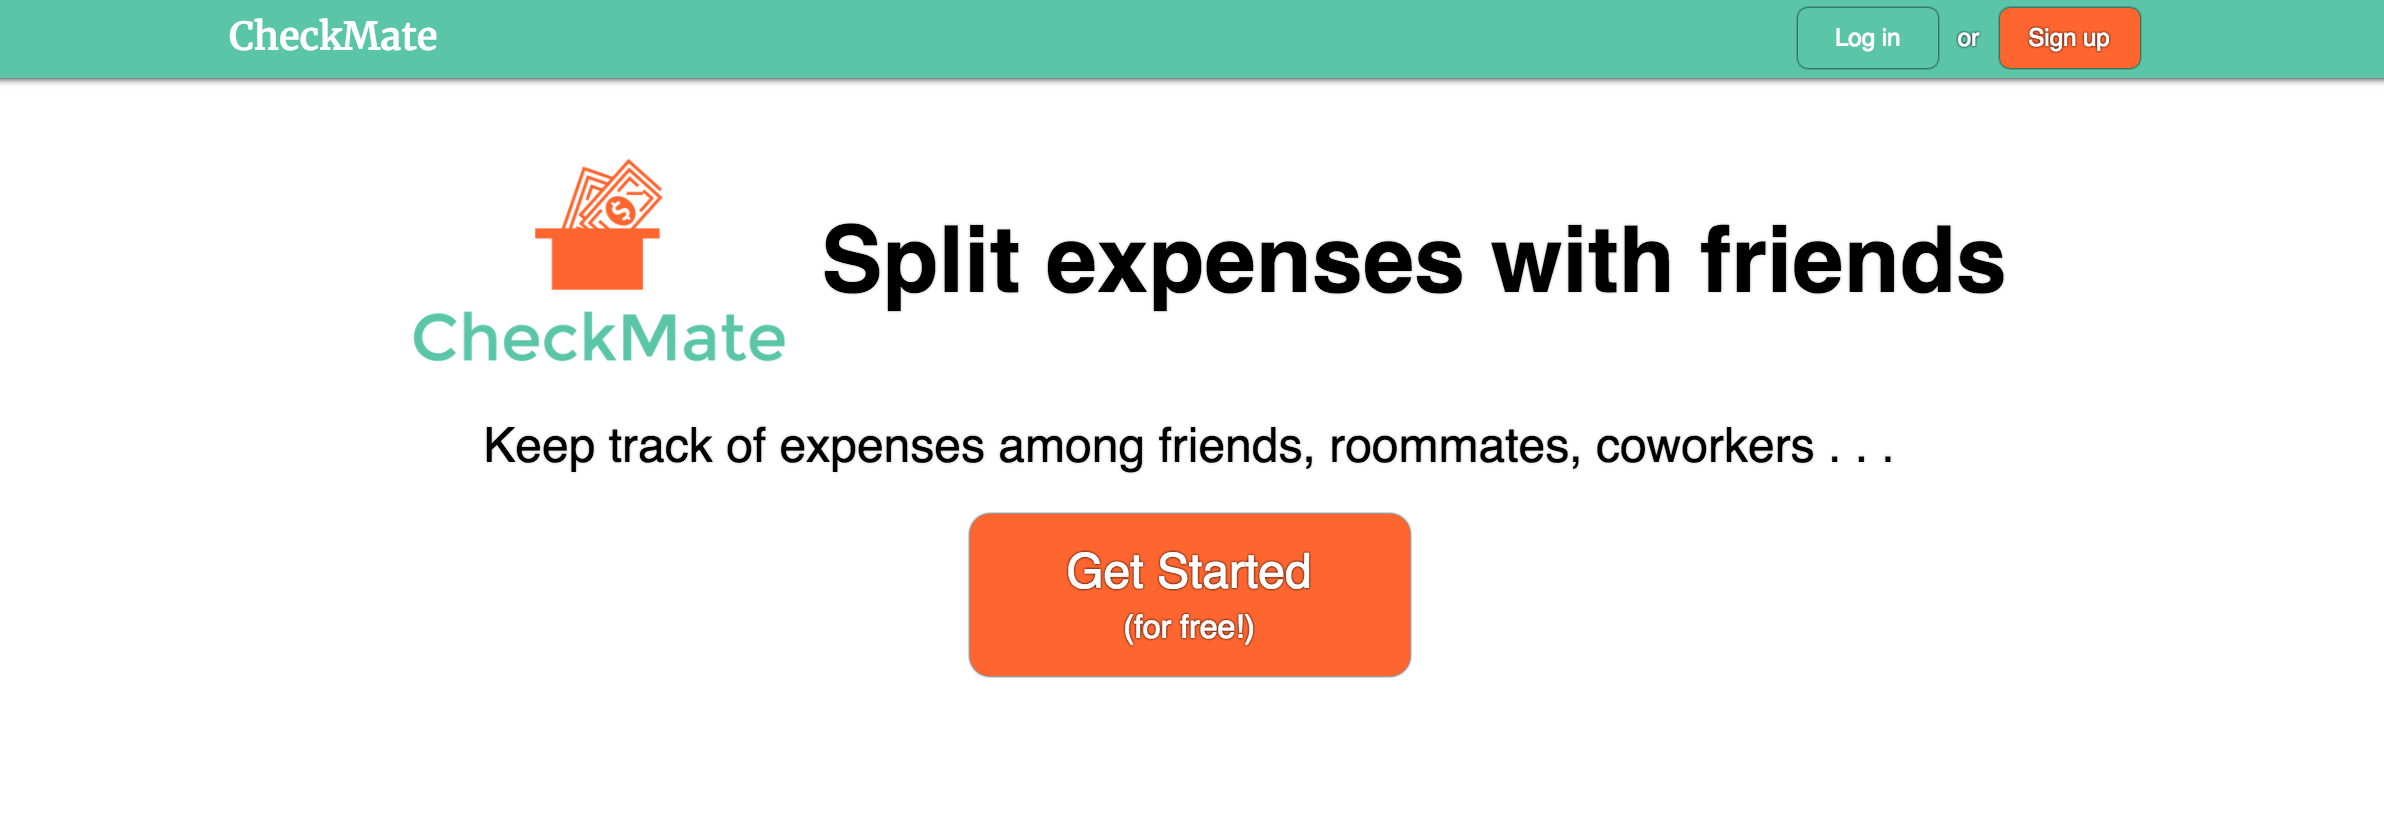 CheckMate
Log in or Sign up
$
CheckMate
Split expenses with friends
Keep track of expenses among friends, roommates, coworkers . . .
Get Started
(for free!)